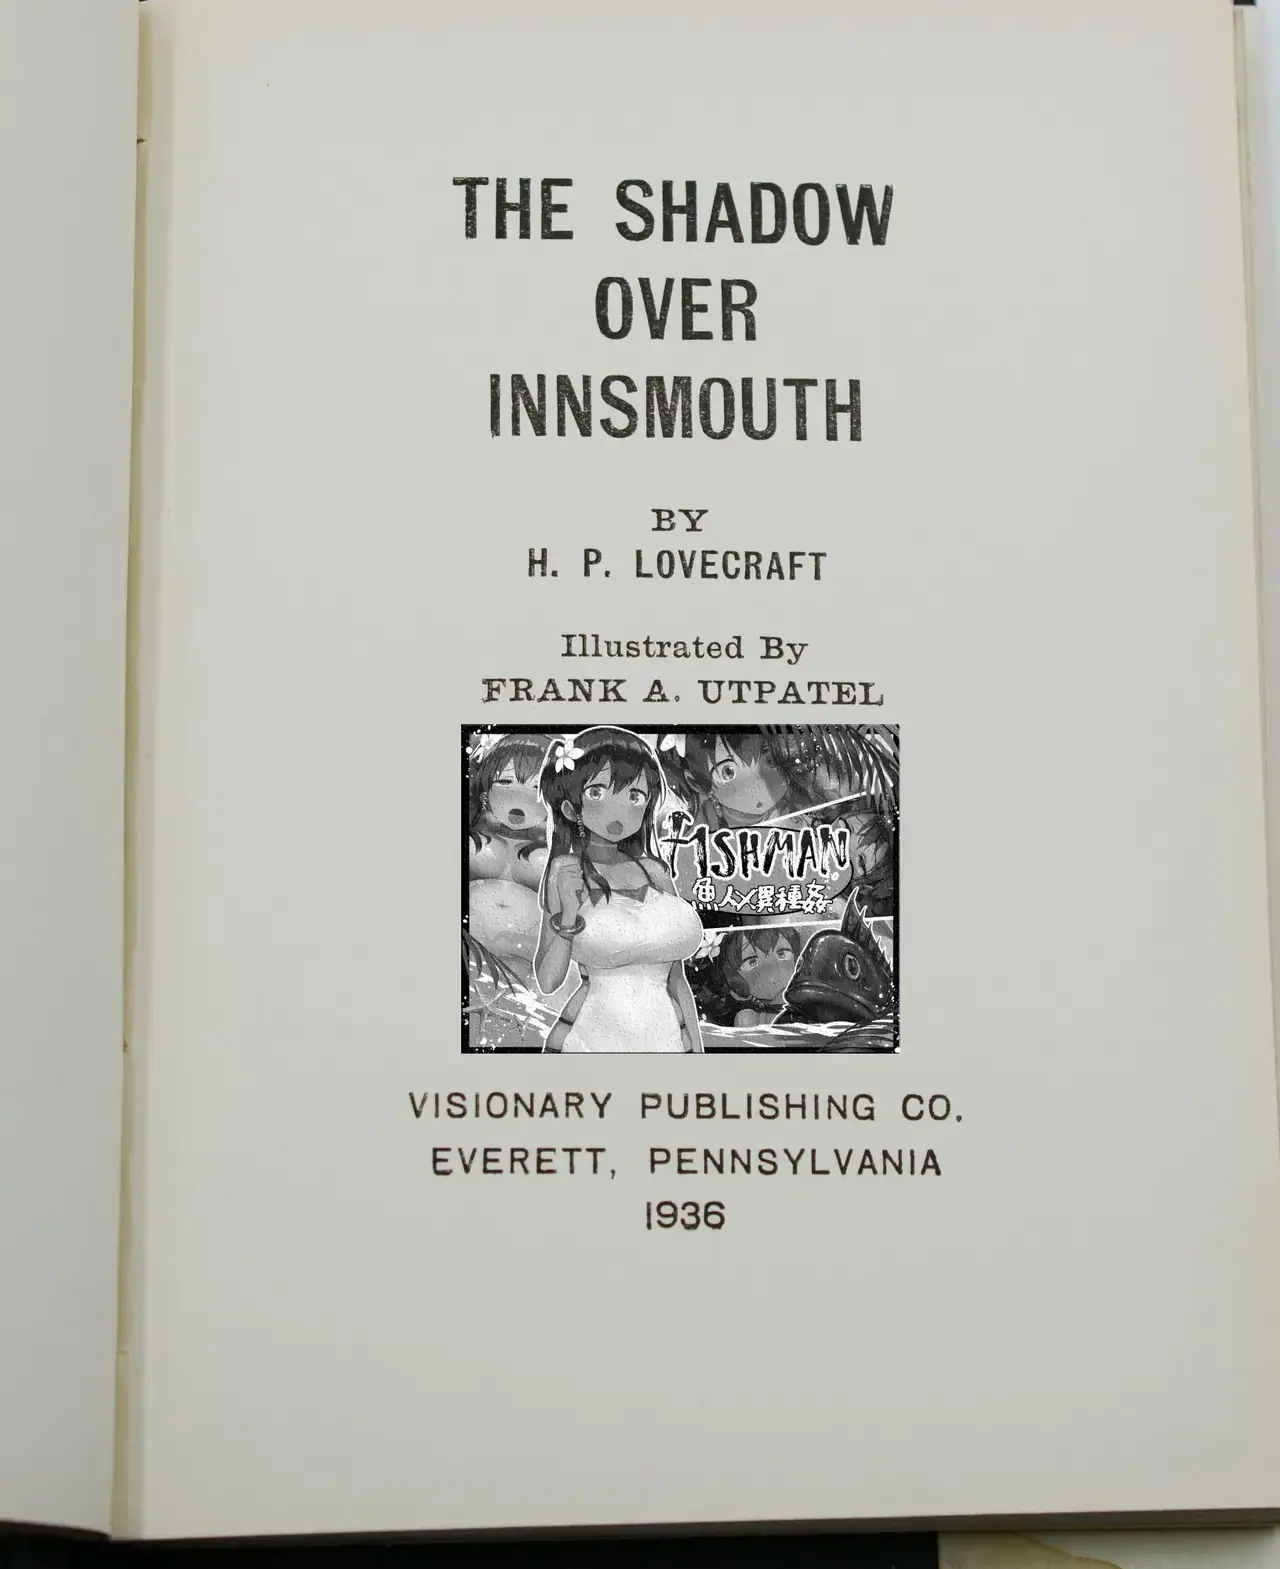 THE SHADOW
OVER
INNSMOUTH
BY
H. P. LOVECRAFT
Illustrated By
FRANK A. UTPATEL
FISHMAN
魚人×異種姦
VISIONARY PUBLISHING CO.
EVERETT, PENNSYLVANIA
1936